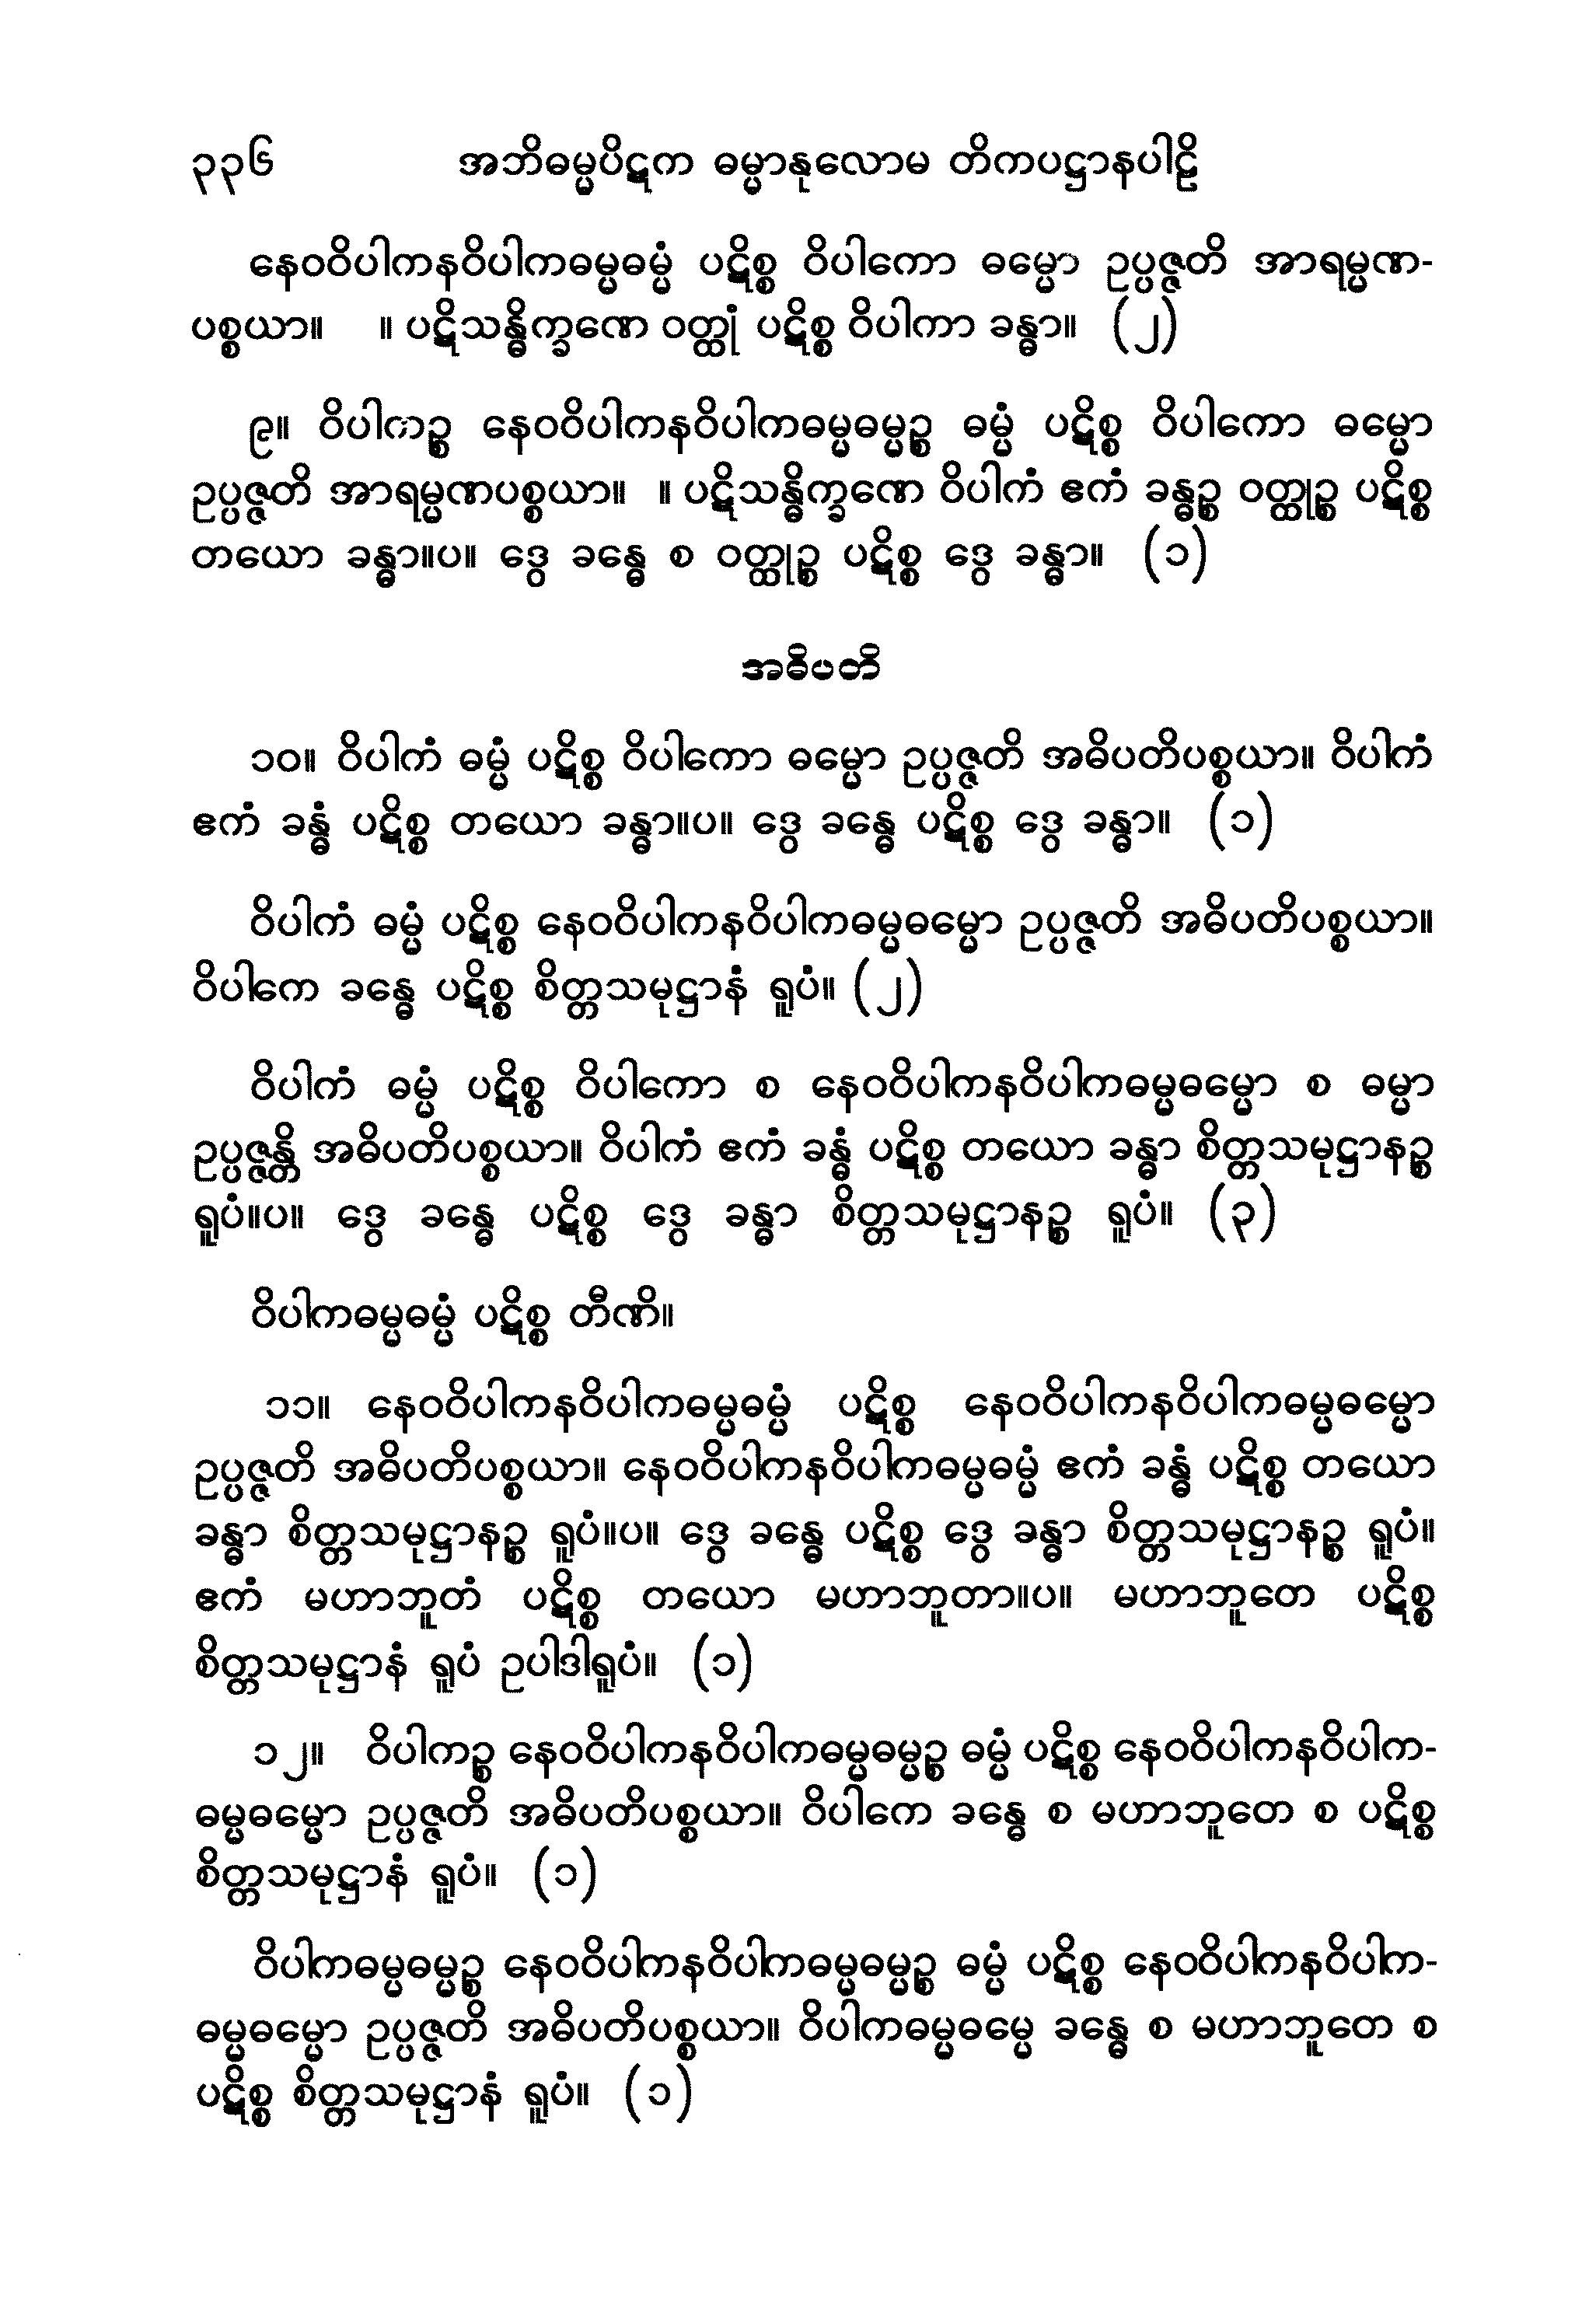 ၃၃၆ အဘိဓမ္မပိဋက ဓမ္မာနုလောမ တိကပဋ္ဌာနပါဠိ
နေဝဝိပါကနဝိပါကဓမ္မဓမ္မံ ပဋိစ္စ ဝိပါကော ဓမ္မော ဥပ္ပဇ္ဇတိ အာရမ္မဏ-
ပစ္စယာ။ ။ ပဋိသန္ဓိက္ခဏေ ဝတ္ထုံ ပဋိစ္စ ဝိပါကာ ခန္ဓာ။ (၂)
၉။ ဝိပါကဉ္စ နေဝဝိပါကနဝိပါကဓမ္မဓမ္မဉ္စ ဓမ္မံ ပဋိစ္စ ဝိပါကော ဓမ္မော
ဥပ္ပဇ္ဇတိ အာရမ္မဏပစ္စယာ။ ။ ပဋိသန္ဓိက္ခဏေ ဝိပါကံ ဧကံ ခန္ဓဉ္စ ဝတ္ထုဉ္စ ပဋိစ္စ
တယော ခန္ဓာ။ပ။ ဒွေ ခန္ဓေ စ ဝတ္ထုဉ္စ ပဋိစ္စ ဒွေ ခန္ဓာ။ (၁)
အဓိပတိ
၁၀။ ဝိပါကံ ဓမ္မံ ပဋိစ္စ ဝိပါကော ဓမ္မော ဥပ္ပဇ္ဇတိ အဓိပတိပစ္စယာ။ ဝိပါကံ
ဧကံ ခန္ဓံ ပဋိစ္စ တယော ခန္ဓာ။ပ။ ဒွေ ခန္ဓေ ပဋိစ္စ ဒွေ ခန္ဓာ။ (၁)
ဝိပါကံ ဓမ္မံ ပဋိစ္စ နေဝဝိပါကနဝိပါကဓမ္မဓမ္မော ဥပ္ပဇ္ဇတိ အဓိပတိပစ္စယာ။
ဝိပါကေ ခန္ဓေ ပဋိစ္စ စိတ္တသမုဋ္ဌာနံ ရူပံ။ (၂)
ဝိပါကံ ဓမ္မံ ပဋိစ္စ ဝိပါကော စ နေဝဝိပါကနဝိပါကဓမ္မဓမ္မော စ ဓမ္မာ
ဥပ္ပဇ္ဇန္တိ အဓိပတိပစ္စယာ။ ဝိပါကံ ဧကံ ခန္ဓံ ပဋိစ္စ တယော ခန္ဓာ စိတ္တသမုဋ္ဌာနဉ္စ
ရူပံ။ပ။ ဒွေ ခန္ဓေ ပဋိစ္စ ဒွေ ခန္ဓာ စိတ္တသမုဋ္ဌာနဉ္စ ရူပံ။ (၃)
ဝိပါကဓမ္မဓမ္မံ ပဋိစ္စ တီဏိ။
၁၁။ နေဝဝိပါကနဝိပါကဓမ္မဓမ္မံ ပဋိစ္စ နေဝဝိပါကနဝိပါကဓမ္မဓမ္မော
ဥပ္ပဇ္ဇတိ အဓိပတိပစ္စယာ။ နေဝဝိပါကနဝိပါကဓမ္မဓမ္မံ ဧကံ ခန္ဓံ ပဋိစ္စ တယော
ခန္ဓာ စိတ္တသမုဋ္ဌာနဉ္စ ရူပံ။ပ။ ဒွေ ခန္ဓေ ပဋိစ္စ ဒွေ ခန္ဓာ စိတ္တသမုဋ္ဌာနဉ္စ ရူပံ။
ဧကံ မဟာဘူတံ ပဋိစ္စ တယော မဟာဘူတာ။ပ။ မဟာဘူတေ ပဋိစ္စ
စိတ္တသမုဋ္ဌာနံ ရူပံ ဥပါဒါရူပံ။ (၁)
၁၂။ ဝိပါကဉ္စ နေဝဝိပါကနဝိပါကဓမ္မဓမ္မဉ္စ ဓမ္မံ ပဋိစ္စ နေဝဝိပါကနဝိပါက-
ဓမ္မဓမ္မော ဥပ္ပဇ္ဇတိ အဓိပတိပစ္စယာ။ ဝိပါကေ ခန္ဓေ စ မဟာဘူတေ စ ပဋိစ္စ
စိတ္တသမုဋ္ဌာနံ ရူပံ။ (၁)
ဝိပါကဓမ္မဓမ္မဉ္စ နေဝဝိပါကနဝိပါကဓမ္မဓမ္မဉ္စ ဓမ္မံ ပဋိစ္စ နေဝဝိပါကနဝိပါက-
ဓမ္မဓမ္မော ဥပ္ပဇ္ဇတိ အဓိပတိပစ္စယာ။ ဝိပါကဓမ္မဓမ္မေ ခန္ဓေ စ မဟာဘူတေ စ
ပဋိစ္စ စိတ္တသမုဋ္ဌာနံ ရူပံ။ (၁)